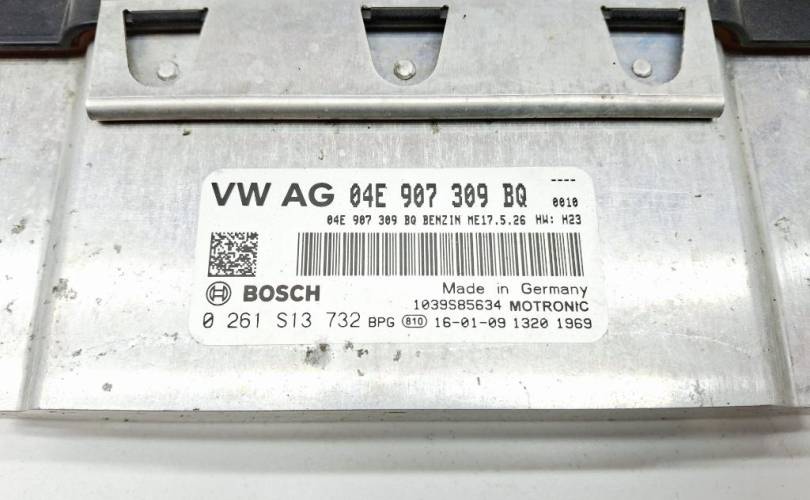 VW AG 04E 907 309 BQ ----
0010
04E 907 309 BQ BENZIN ME17.5.26 HW: H23
BOSCH
Made in Germany
1039S85634 MOTRONIC
0 261 S13 732 BPG 810 16-01-09 1320 1969